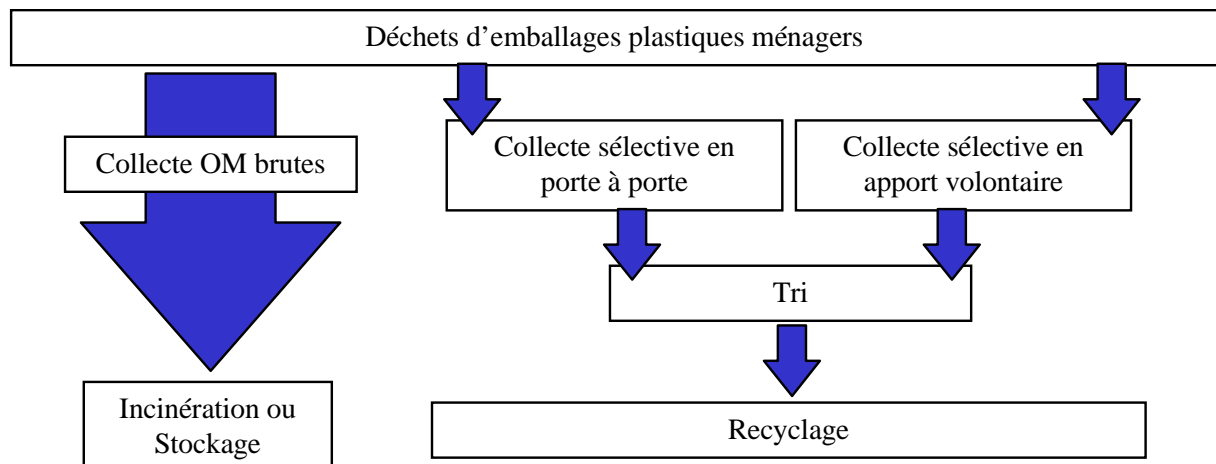 Déchets d’emballages plastiques ménagers
Collecte OM brutes
Collecte sélective en
porte à porte
Collecte sélective en
apport volontaire
Tri
Incinération ou
Stockage
Recyclage